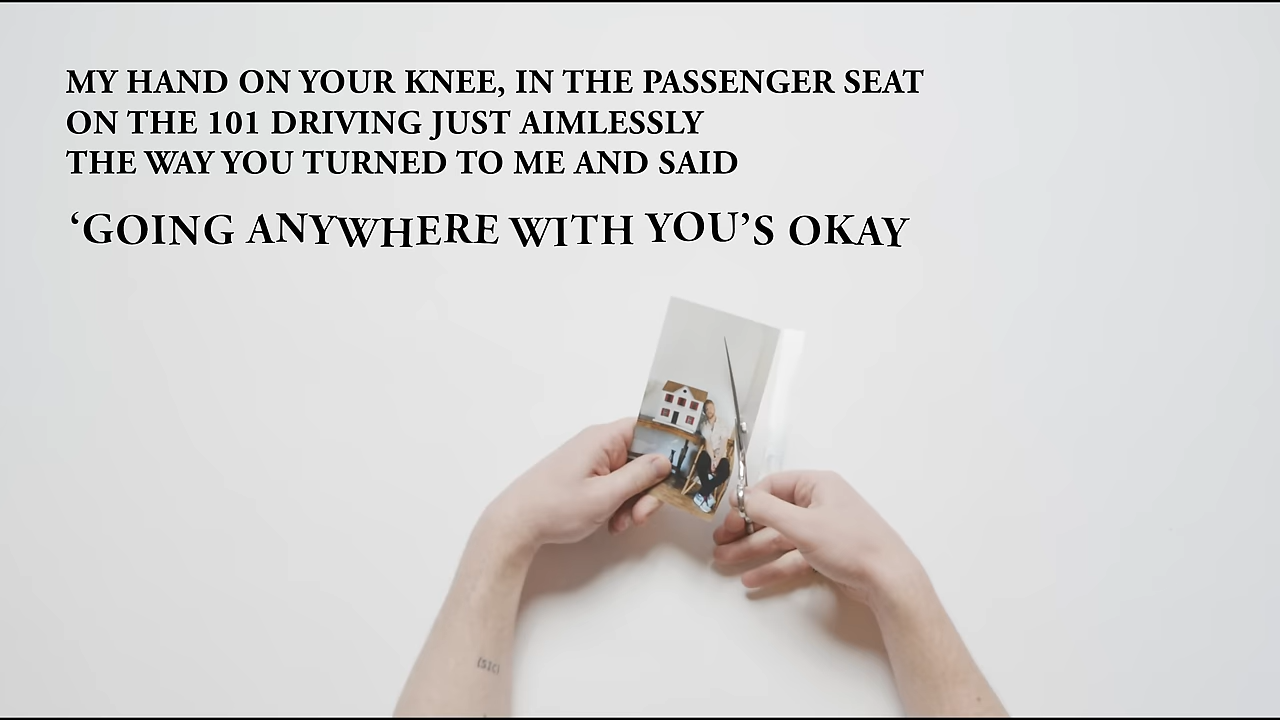 MY HAND ON YOUR KNEE, IN THE PASSENGER SEAT
ON THE 101 DRIVING JUST AIMLESSLY
THE WAY YOU TURNED TO ME AND SAID
‘GOING ANYWHERE WITH YOU’S OKAY
(SIC)